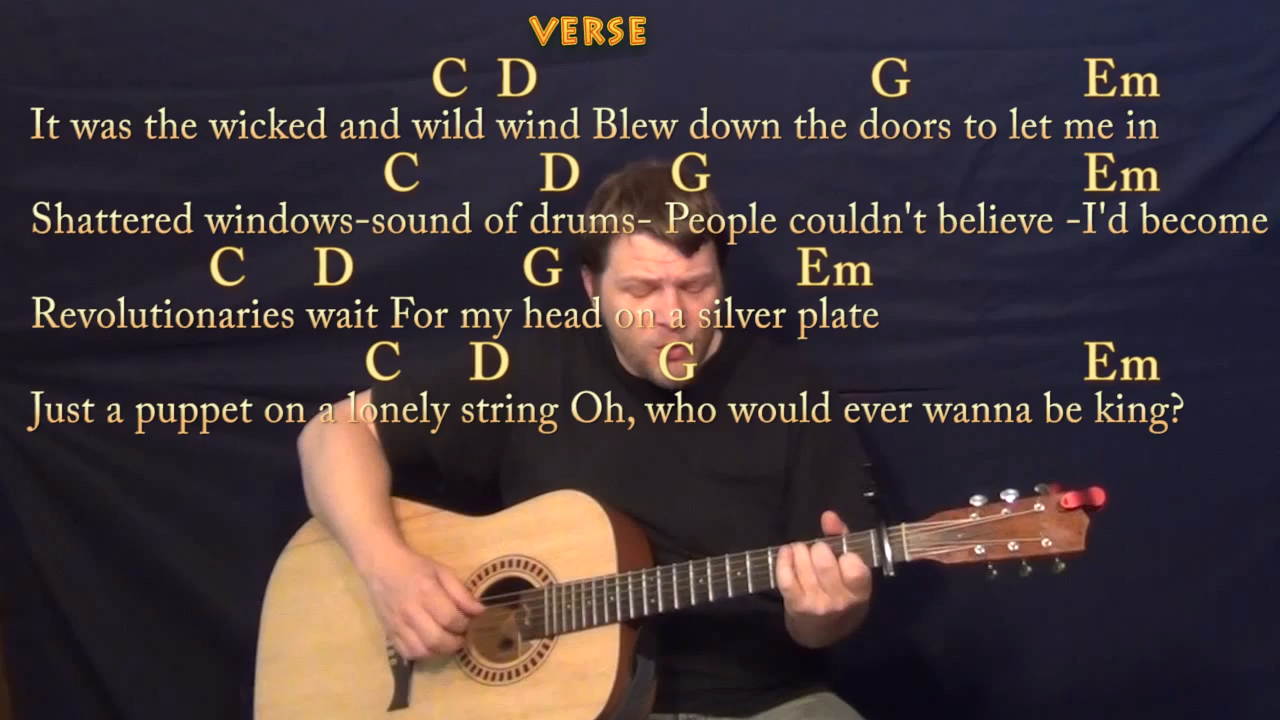 VERSE
C D G Em
It was the wicked and wild wind Blew down the doors to let me in
C D G Em
Shattered windows-sound of drums- People couldn't believe -I'd become
C D G Em
Revolutionaries wait For my head on a silver plate
C D G Em
Just a puppet on a lonely string Oh, who would ever wanna be king?